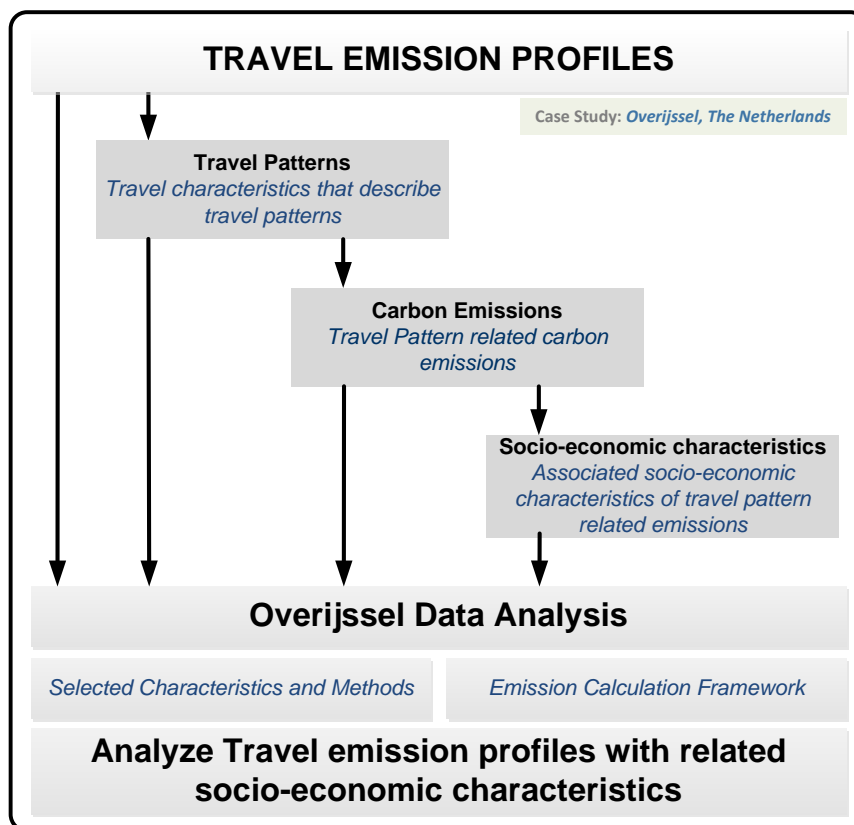 TRAVEL EMISSION PROFILES
Case Study: Overijssel, The Netherlands
Travel Patterns
Travel characteristics that describe
travel patterns
Carbon Emissions
Travel Pattern related carbon
emissions
Socio-economic characteristics
Associated socio-economic
characteristics of travel pattern
related emissions
Overijssel Data Analysis
Selected Characteristics and Methods
Emission Calculation Framework
Analyze Travel emission profiles with related
socio-economic characteristics